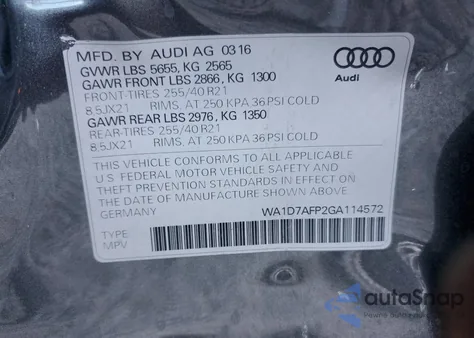 MFD. BY AUDI AG 03 16
GVWR LBS 5655, KG 2565
GAWR FRONT LBS 2866, KG 1300
FRONT-TIRES 255/40 R21
8,5JX21 RIMS, AT 250 KPA 36 PSI COLD
GAWR REAR LBS 2976, KG 1350
REAR-TIRES 255/40 R21
8,5JX21 RIMS, AT 250 KPA 36 PSI COLD
Audi
THIS VEHICLE CONFORMS TO ALL APPLICABLE
U.S. FEDERAL MOTOR VEHICLE SAFETY AND
THEFT PREVENTION STANDARDS IN EFFECT ON
THE DATE OF MANUFACTURE SHOWN ABOVE
GERMANY WA1D7AFP2GA114572
TYPE
MPV
autoSnap